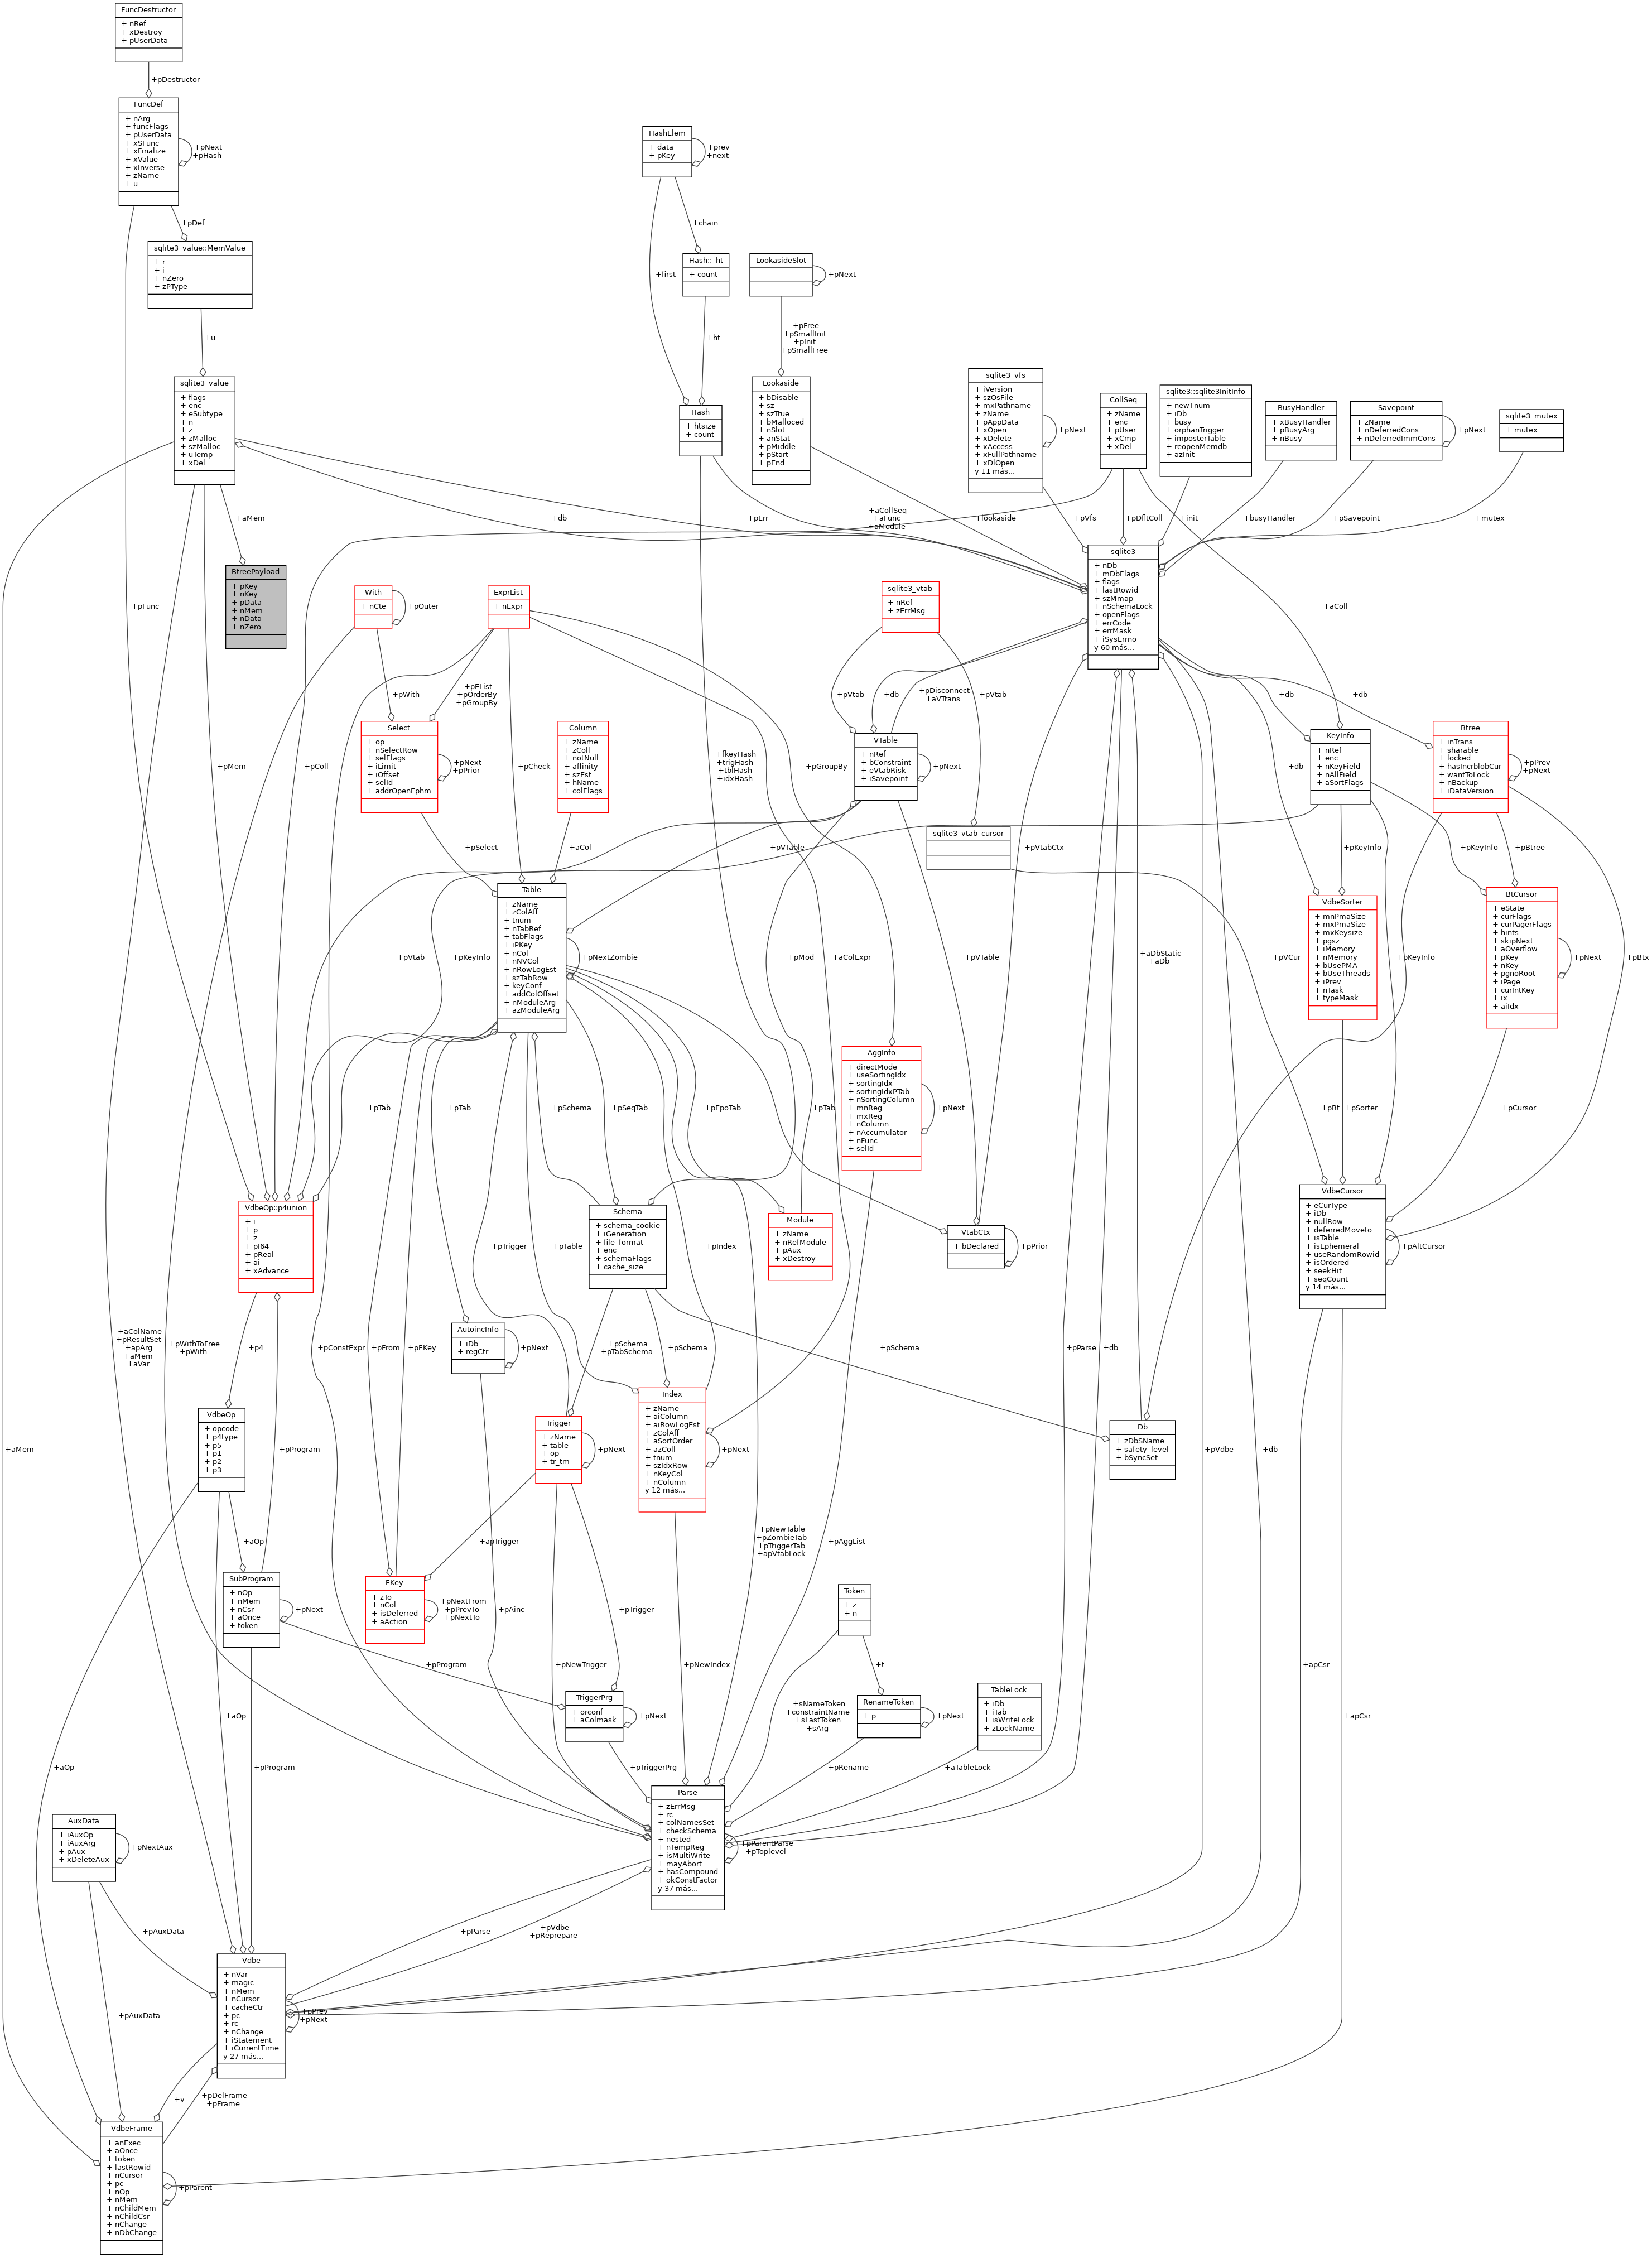 FuncDestructor
+ nRef
+ xDestroy
+ pUserData
+pDestructor
FuncDef
+ nArg
+ funcFlags
+ pUserData
+ xSFunc
+ xFinalize
+ xValue
+ xInverse
+ zName
+ u
+pNext
+pHash
HashElem
+ data
+ pKey
+prev
+next
+pDef
+chain
sqlite3_value::MemValue
+ r
+ i
+ nZero
+ zPType
Hash::_ht
+ count
LookasideSlot
+pNext
+first
+u
+ht
+pFree
+pSmallInit
+pInit
+pSmallFree
sqlite3_value
+ flags
+ enc
+ eSubtype
+ n
+ z
+ zMalloc
+ szMalloc
+ uTemp
+ xDel
Hash
+ htsize
+ count
Lookaside
+ bDisable
+ sz
+ szTrue
+ bMalloced
+ nSlot
+ anStat
+ pMiddle
+ pStart
+ pEnd
sqlite3_vfs
+ iVersion
+ szOsFile
+ mxPathname
+ zName
+ pAppData
+ xOpen
+ xDelete
+ xAccess
+ xFullPathname
+ xDlOpen
y 11 más...
+pNext
CollSeq
+ zName
+ enc
+ pUser
+ xCmp
+ xDel
sqlite3::sqlite3InitInfo
+ newTnum
+ iDb
+ busy
+ orphanTrigger
+ imposterTable
+ reopenMemdb
+ azInit
BusyHandler
+ xBusyHandler
+ pBusyArg
+ nBusy
Savepoint
+ zName
+ nDeferredCons
+ nDeferredImmCons
+pNext
sqlite3_mutex
+ mutex
+aMem
+db
+pErr
+aCollSeq
+aFunc
+aModule
+lookaside
+pVfs
+pDfltColl
+init
+busyHandler
+pSavepoint
+mutex
BtreePayload
+ pKey
+ nKey
+ pData
+ nMem
+ nData
+ nZero
+pFunc
With
+ nCte
+pOuter
ExprList
+ nExpr
sqlite3_vtab
+ nRef
+ zErrMsg
sqlite3
+ nDb
+ mDbFlags
+ flags
+ lastRowid
+ szMmap
+ nSchemaLock
+ openFlags
+ errCode
+ errMask
+ iSysErrno
y 60 más...
+aColl
+pWith
+pEList
+pOrderBy
+pGroupBy
+pVtab
+db
+pDisconnect
+aVTrans
+pVtab
+db
+db
Select
+ op
+ nSelectRow
+ selFlags
+ iLimit
+ iOffset
+ selId
+ addrOpenEphm
+pNext
+pPrior
Column
+ zName
+ zColl
+ notNull
+ affinity
+ szEst
+ hName
+ colFlags
+pMem
+pColl
+pCheck
+fkeyHash
+trigHash
+tblHash
+idxHash
+pGroupBy
VTable
+ nRef
+ bConstraint
+ eVtabRisk
+ iSavepoint
+pNext
+db
KeyInfo
+ nRef
+ enc
+ nKeyField
+ nAllField
+ aSortFlags
Btree
+ inTrans
+ sharable
+ locked
+ hasIncrblobCur
+ wantToLock
+ nBackup
+ iDataVersion
+pPrev
+pNext
sqlite3_vtab_cursor
+pSelect
+aCol
+pVTable
+pVtabCtx
+pKeyInfo
+pKeyInfo
+pBtree
Table
+ zName
+ zColAff
+ tnum
+ nTabRef
+ tabFlags
+ iPKey
+ nCol
+ nNVCol
+ nRowLogEst
+ szTabRow
+ keyConf
+ addColOffset
+ nModuleArg
+ azModuleArg
+pNextZombie
VdbeSorter
+ mnPmaSize
+ mxPmaSize
+ mxKeysize
+ pgsz
+ iMemory
+ nMemory
+ bUsePMA
+ bUseThreads
+ iPrev
+ nTask
+ typeMask
BtCursor
+ eState
+ curFlags
+ curPagerFlags
+ hints
+ skipNext
+ aOverflow
+ pKey
+ nKey
+ pgnoRoot
+ iPage
+ curIntKey
+ ix
+ aiIdx
+pNext
+pVtab
+pKeyInfo
+pMod
+aColExpr
+pVTable
+aDbStatic
+aDb
+pVCur
+pKeyInfo
+pBtx
AggInfo
+ directMode
+ useSortingIdx
+ sortingIdx
+ sortingIdxPTab
+ nSortingColumn
+ mnReg
+ mxReg
+ nColumn
+ nAccumulator
+ nFunc
+ selId
+pNext
+pTab
+pTab
+pSchema
+pSeqTab
+pEpoTab
+pTab
+pBt
+pSorter
+pCursor
VdbeOp::p4union
+ i
+ p
+ z
+ pI64
+ pReal
+ ai
+ xAdvance
Schema
+ schema_cookie
+ iGeneration
+ file_format
+ enc
+ schemaFlags
+ cache_size
Module
+ zName
+ nRefModule
+ pAux
+ xDestroy
VtabCtx
+ bDeclared
+pPrior
VdbeCursor
+ eCurType
+ iDb
+ nullRow
+ deferredMoveto
+ isTable
+ isEphemeral
+ useRandomRowid
+ isOrdered
+ seekHit
+ seqCount
y 14 más...
+pAltCursor
+pTrigger
+pTable
+pIndex
+aColName
+pResultSet
+apArg
+aMem
+aVar
+pWithToFree
+pWith
+p4
+pConstExpr
+pFrom
+pFKey
AutoincInfo
+ iDb
+ regCtr
+pNext
+pSchema
+pTabSchema
+pSchema
+pSchema
+pParse
+db
VdbeOp
+ opcode
+ p4type
+ p5
+ p1
+ p2
+ p3
+aMem
+pProgram
Trigger
+ zName
+ table
+ op
+ tr_tm
+pNext
Index
+ zName
+ aiColumn
+ aiRowLogEst
+ zColAff
+ aSortOrder
+ azColl
+ tnum
+ szIdxRow
+ nKeyCol
+ nColumn
y 12 más...
+pNext
Db
+ zDbSName
+ safety_level
+ bSyncSet
+pVdbe
+db
+aOp
+apTrigger
+pNewTable
+pZombieTab
+pTriggerTab
+apVtabLock
+pAggList
SubProgram
+ nOp
+ nMem
+ nCsr
+ aOnce
+ token
+pNext
FKey
+ zTo
+ nCol
+ isDeferred
+ aAction
+pNextFrom
+pPrevTo
+pNextTo
+pAinc
+pTrigger
Token
+ z
+ n
+pProgram
+pNewTrigger
+pNewIndex
+t
+apCsr
TriggerPrg
+ orconf
+ aColmask
+pNext
+sNameToken
+constraintName
+sLastToken
+sArg
RenameToken
+ p
+pNext
TableLock
+ iDb
+ iTab
+ isWriteLock
+ zLockName
+aOp
+apCsr
+aOp
+pProgram
+pTriggerPrg
+pRename
+aTableLock
AuxData
+ iAuxOp
+ iAuxArg
+ pAux
+ xDeleteAux
+pNextAux
Parse
+ zErrMsg
+ rc
+ colNamesSet
+ checkSchema
+ nested
+ nTempReg
+ isMultiWrite
+ mayAbort
+ hasCompound
+ okConstFactor
y 37 más...
+pParentParse
+pToplevel
+pAuxData
+pParse
+pVdbe
+pReprepare
Vdbe
+ nVar
+ magic
+ nMem
+ nCursor
+ cacheCtr
+ pc
+ rc
+ nChange
+ iStatement
+ iCurrentTime
y 27 más...
+pPrev
+pNext
+pAuxData
+v
+pDelFrame
+pFrame
VdbeFrame
+ anExec
+ aOnce
+ token
+ lastRowid
+ nCursor
+ pc
+ nOp
+ nMem
+ nChildMem
+ nChildCsr
+ nChange
+ nDbChange
+pParent